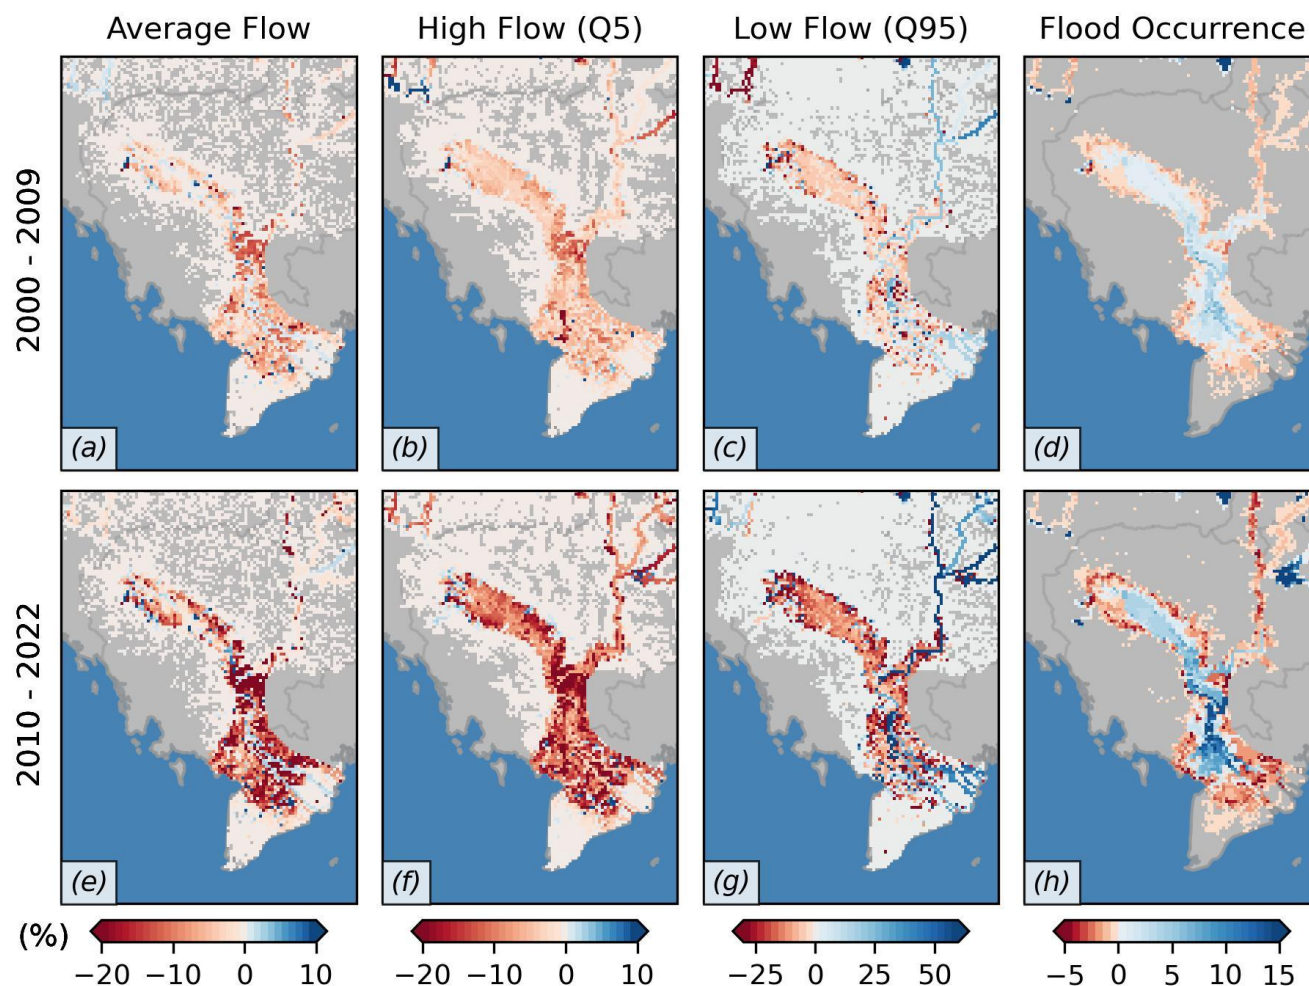 Average Flow High Flow (Q5) Low Flow (Q95) Flood Occurrence
2000 - 2009
(a) (b) (c) (d)
2010 - 2022
(e) (f) (g) (h)
(%)
−20 −10 0 10 −20 −10 0 10 −25 0 25 50 −5 0 5 10 15